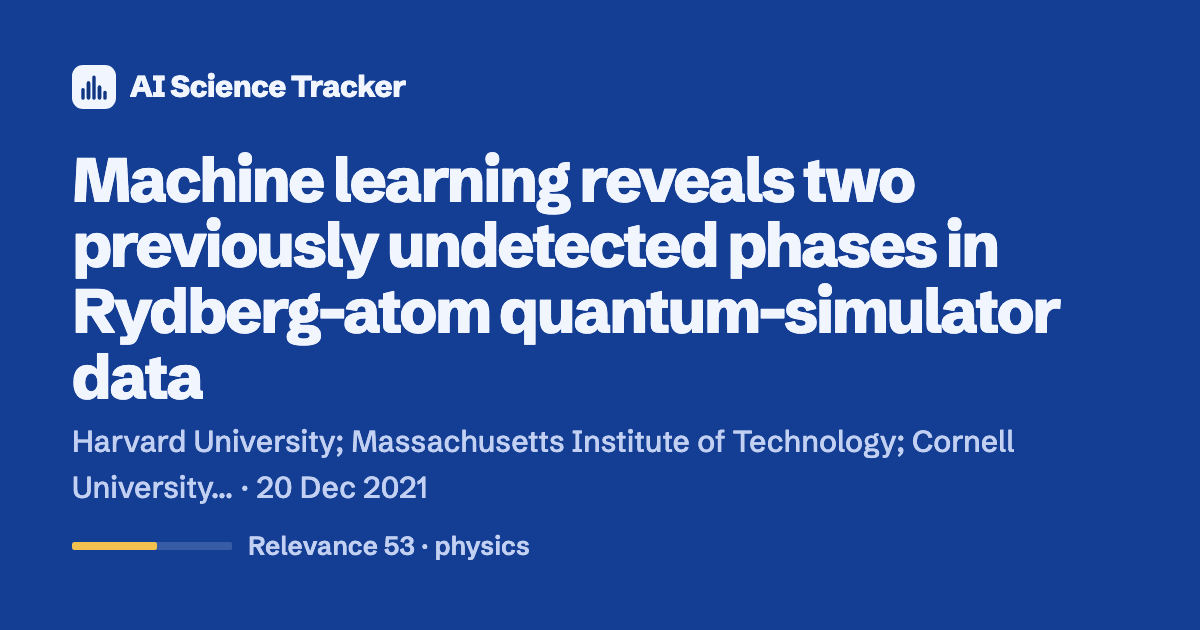 AI Science Tracker
Machine learning reveals two
previously undetected phases in
Rydberg-atom quantum-simulator
data
Harvard University; Massachusetts Institute of Technology; Cornell
University… · 20 Dec 2021
Relevance 53 · physics